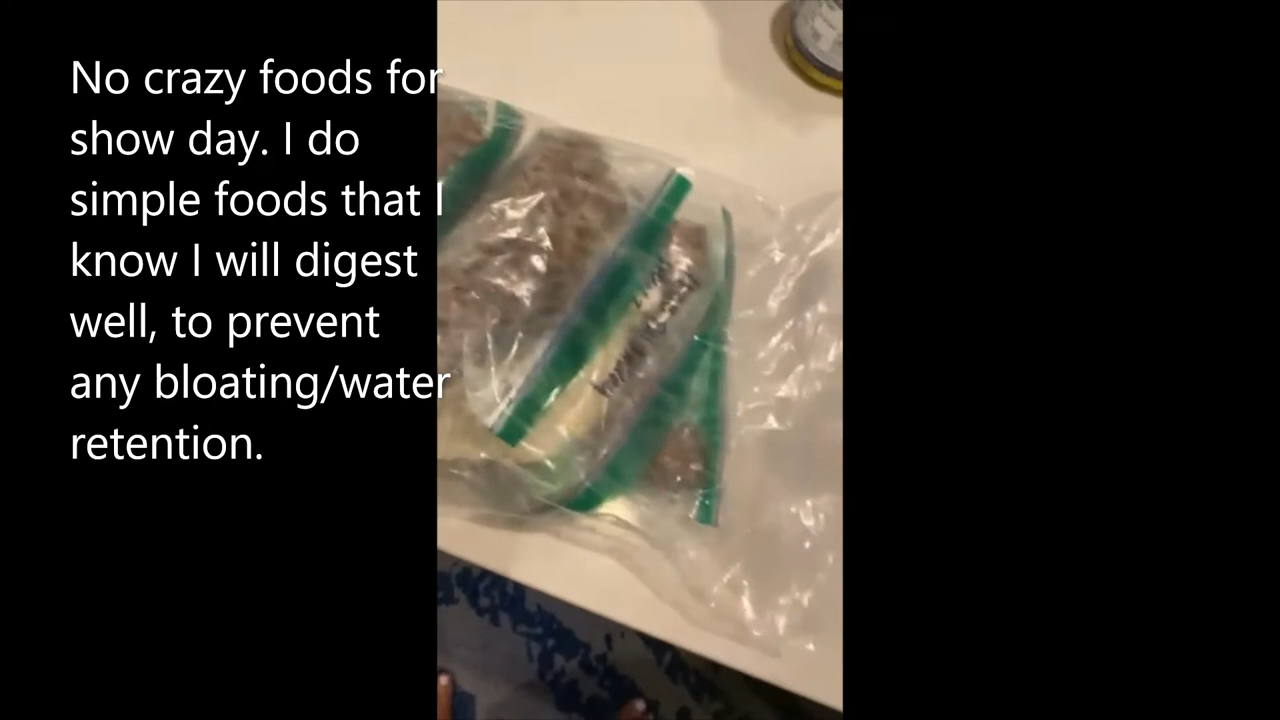 No crazy foods for
show day. I do
simple foods that I
know I will digest
well, to prevent
any bloating/water
retention.